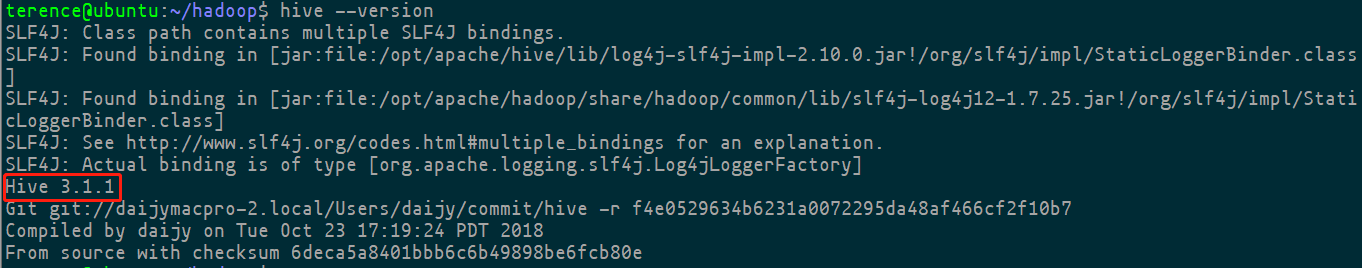 terence@ubuntu:~/hadoop$ hive --version
SLF4J: Class path contains multiple SLF4J bindings.
SLF4J: Found binding in [jar:file:/opt/apache/hive/lib/log4j-slf4j-impl-2.10.0.jar!/org/slf4j/impl/StaticLoggerBinder.class
]
SLF4J: Found binding in [jar:file:/opt/apache/hadoop/share/hadoop/common/lib/slf4j-log4j12-1.7.25.jar!/org/slf4j/impl/Stati
cLoggerBinder.class]
SLF4J: See http://www.slf4j.org/codes.html#multiple_bindings for an explanation.
SLF4J: Actual binding is of type [org.apache.logging.slf4j.Log4jLoggerFactory]
Hive 3.1.1
Git git://daijymacpro-2.local/Users/daijy/commit/hive -r f4e0529634b6231a0072295da48af466cf2f10b7
Compiled by daijy on Tue Oct 23 17:19:24 PDT 2018
From source with checksum 6deca5a8401bbb6c6b49898be6fcb80e